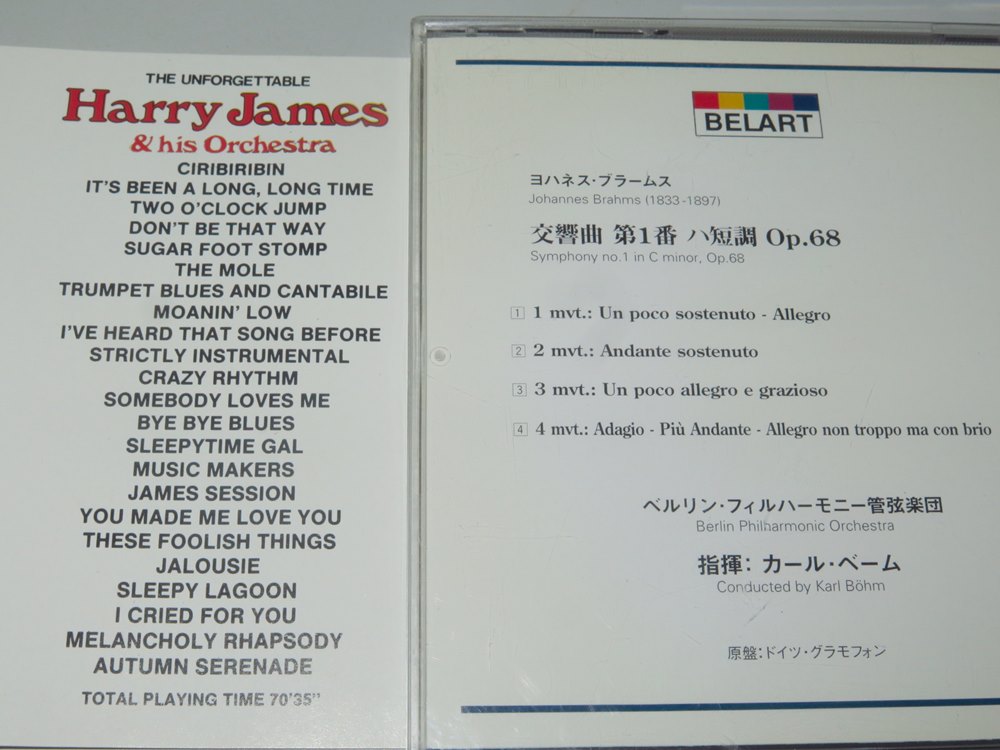 THE UNFORGETTABLE
Harry James
& his Orchestra
CIRIBIRIBIN
IT'S BEEN A LONG, LONG TIME
TWO O'CLOCK JUMP
DON'T BE THAT WAY
SUGAR FOOT STOMP
THE MOLE
TRUMPET BLUES AND CANTABILE
MOANIN' LOW
I'VE HEARD THAT SONG BEFORE
STRICTLY INSTRUMENTAL
CRAZY RHYTHM
SOMEBODY LOVES ME
BYE BYE BLUES
SLEEPYTIME GAL
MUSIC MAKERS
JAMES SESSION
YOU MADE ME LOVE YOU
THESE FOOLISH THINGS
JALOUSIE
SLEEPY LAGOON
I CRIED FOR YOU
MELANCHOLY RHAPSODY
AUTUMN SERENADE
TOTAL PLAYING TIME 70'35"
BELART
ヨハネス・ブラームス
Johannes Brahms (1833-1897)
交響曲 第1番 ハ短調 Op.68
Symphony no.1 in C minor, Op.68
1 1 mvt.: Un poco sostenuto - Allegro
2 2 mvt.: Andante sostenuto
3 3 mvt.: Un poco allegro e grazioso
4 4 mvt.: Adagio - Più Andante - Allegro non troppo ma con brio
ベルリン・フィルハーモニー管弦楽団
Berlin Philharmonic Orchestra
指揮: カール・ベーム
Conducted by Karl Böhm
原盤:ドイツ・グラモフォン